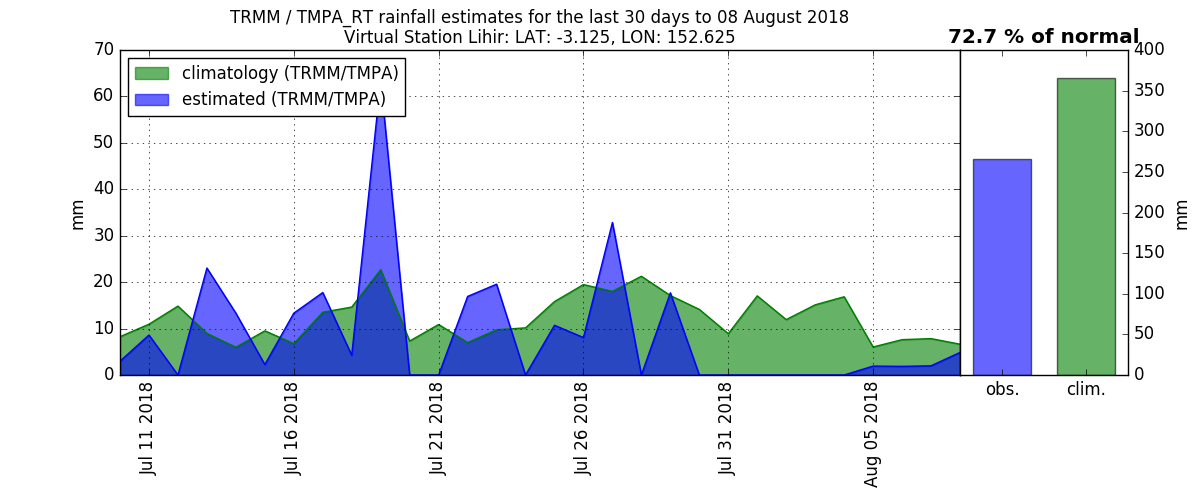 TRMM / TMPA_RT rainfall estimates for the last 30 days to 08 August 2018
Virtual Station Lihir: LAT: -3.125, LON: 152.625
72.7 % of normal
climatology (TRMM/TMPA)
estimated (TRMM/TMPA)
70
60
50
40
30
20
10
0
mm
Jul 11 2018
Jul 16 2018
Jul 21 2018
Jul 26 2018
Jul 31 2018
Aug 05 2018
400
350
300
250
200
150
100
50
0
mm
obs.
clim.